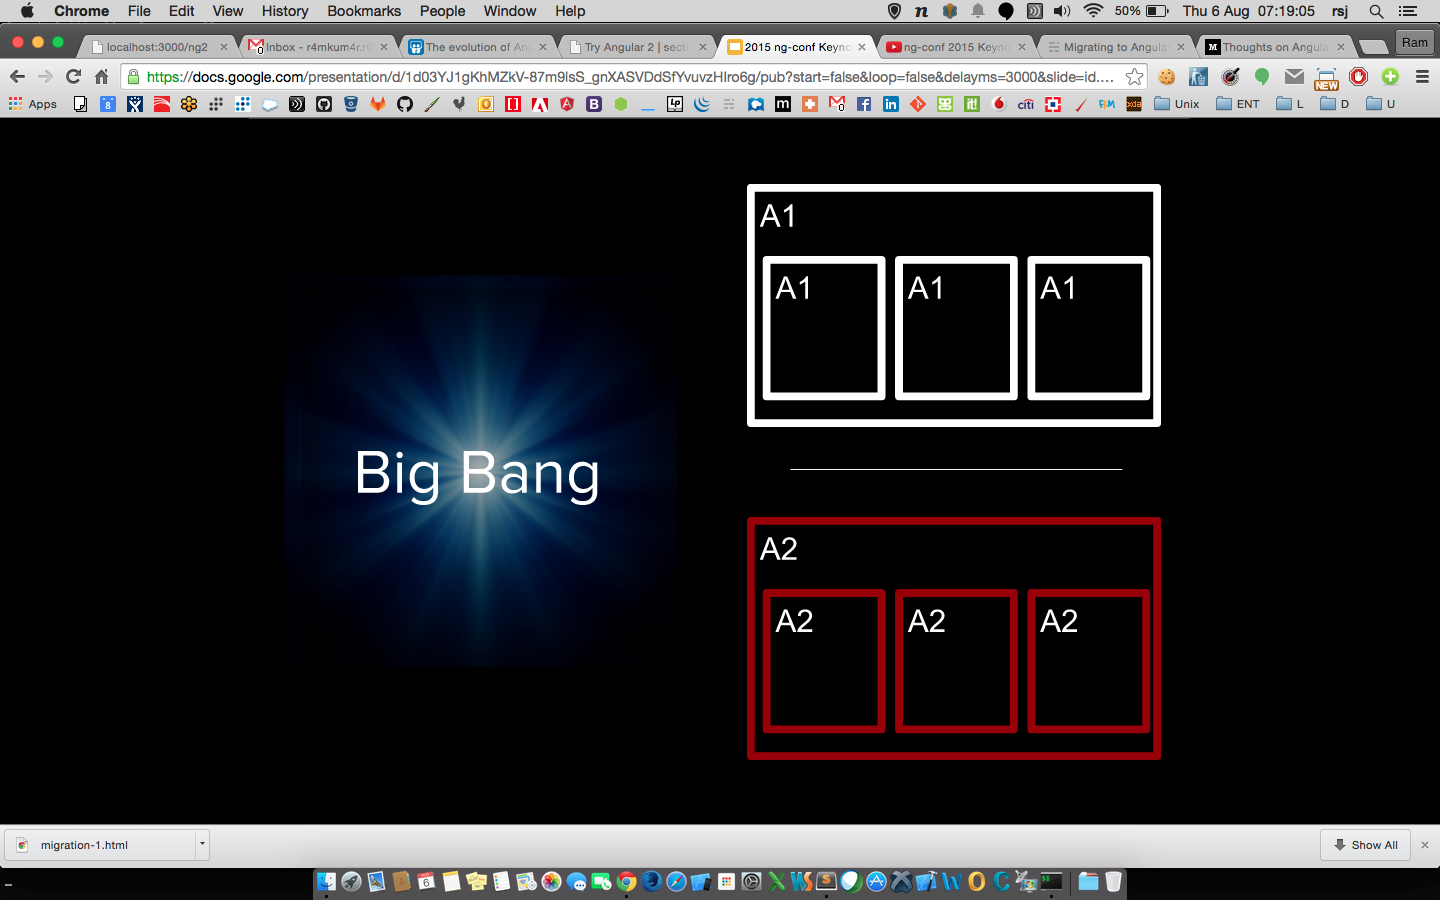 Chrome File Edit View History Bookmarks People Window Help 50% Thu 6 Aug 07:19:05 rsj
localhost:3000/ng2
Inbox - r4mkum4r.r
The evolution of An
Try Angular 2 | secti
2015 ng-conf Keyno
ng-conf 2015 Keyno
Migrating to Angula
Thoughts on Angula
Ram
https://docs.google.com/presentation/d/1d03YJ1gKhMZkV-87m9lsS_gnXASVDdSfYvuvzHIro6g/pub?start=false&loop=false&delayms=3000&slide=id....
NEW
Apps Unix ENT L D U
A1
A1 A1 A1
Big Bang
A2
A2 A2 A2
migration-1.html
Show All